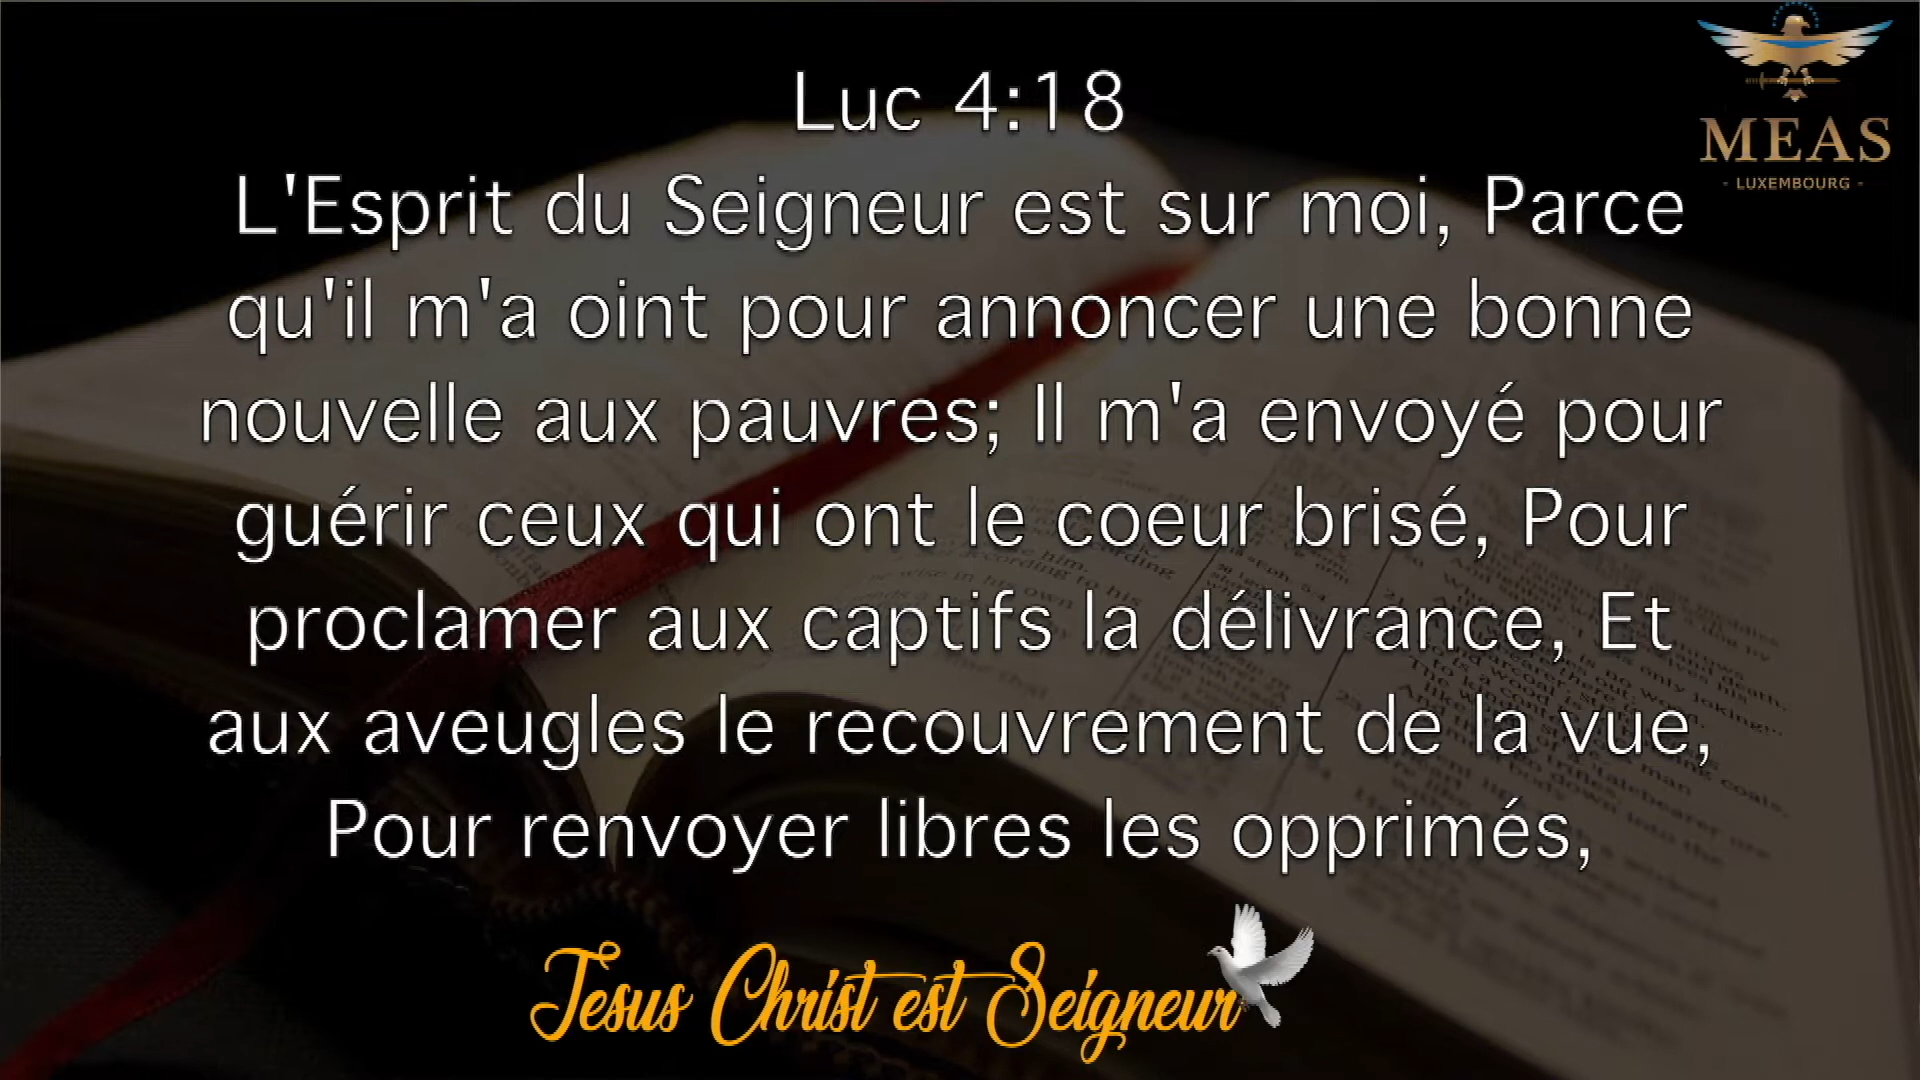 MEAS
- LUXEMBOURG -
Luc 4:18
L'Esprit du Seigneur est sur moi, Parce
qu'il m'a oint pour annoncer une bonne
nouvelle aux pauvres; Il m'a envoyé pour
guérir ceux qui ont le coeur brisé, Pour
proclamer aux captifs la délivrance, Et
aux aveugles le recouvrement de la vue,
Pour renvoyer libres les opprimés,
Jesus Christ est Seigneur